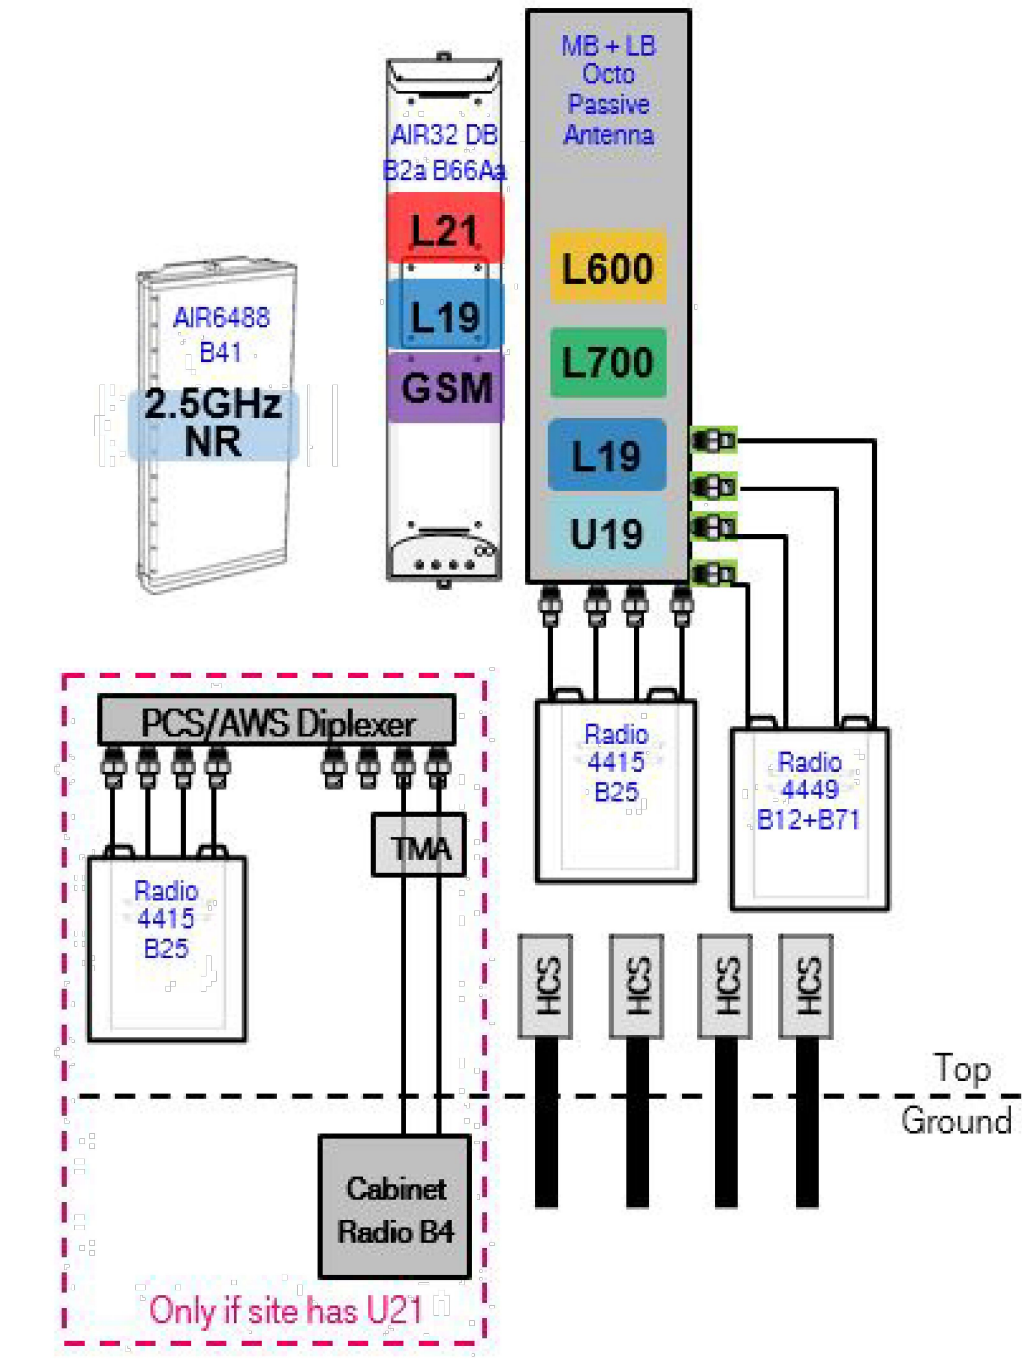 MB + LB
Octo
Passive
Antenna
AIR32 DB
B2a B66Aa
L21
L19
GSM
L600
L700
L19
U19
AIR6488
B41
2.5GHz
NR
PCS/AWS Diplexer
TMA
Radio
4415
B25
Radio
4415
B25
Radio
4449
B12+B71
HCS
HCS
HCS
HCS
Top
Ground
Cabinet
Radio B4
Only if site has U21